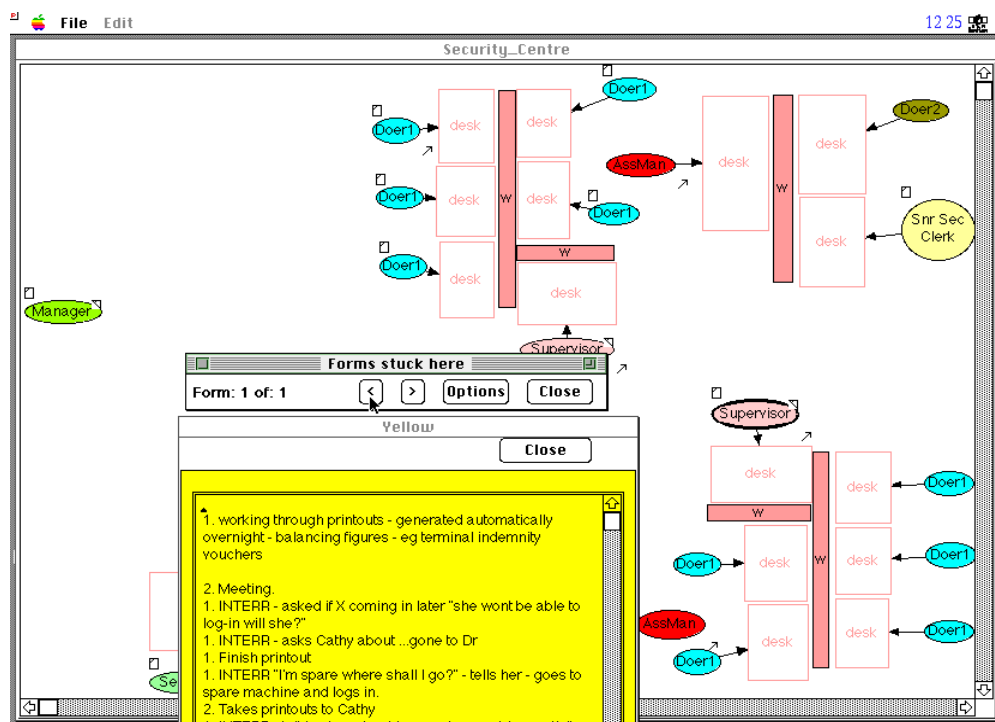 File Edit
12 25
Security_Centre
Doer1
Doer1
desk
desk
Doer1
desk
desk
W
Doer1
Doer1
desk
W
desk
Doer1
desk
Supervisor
AssMan
desk
W
desk
Doer2
desk
Snr Sec
Clerk
Manager
Forms stuck here
Form: 1 of: 1
<
>
Options
Close
Yellow
Close
1. working through printouts - generated automatically
overnight - balancing figures - eg terminal indemnity
vouchers
2. Meeting.
1. INTERR - asked if X coming in later "she wont be able to
log-in will she?"
1. INTERR - asks Cathy about ...gone to Dr
1. Finish printout
1. INTERR "I'm spare where shall I go?" - tells her - goes to
spare machine and logs in.
2. Takes printouts to Cathy
Supervisor
desk
W
desk
Doer1
Doer1
desk
W
desk
Doer1
AssMan
desk
desk
Doer1
Doer1
Se